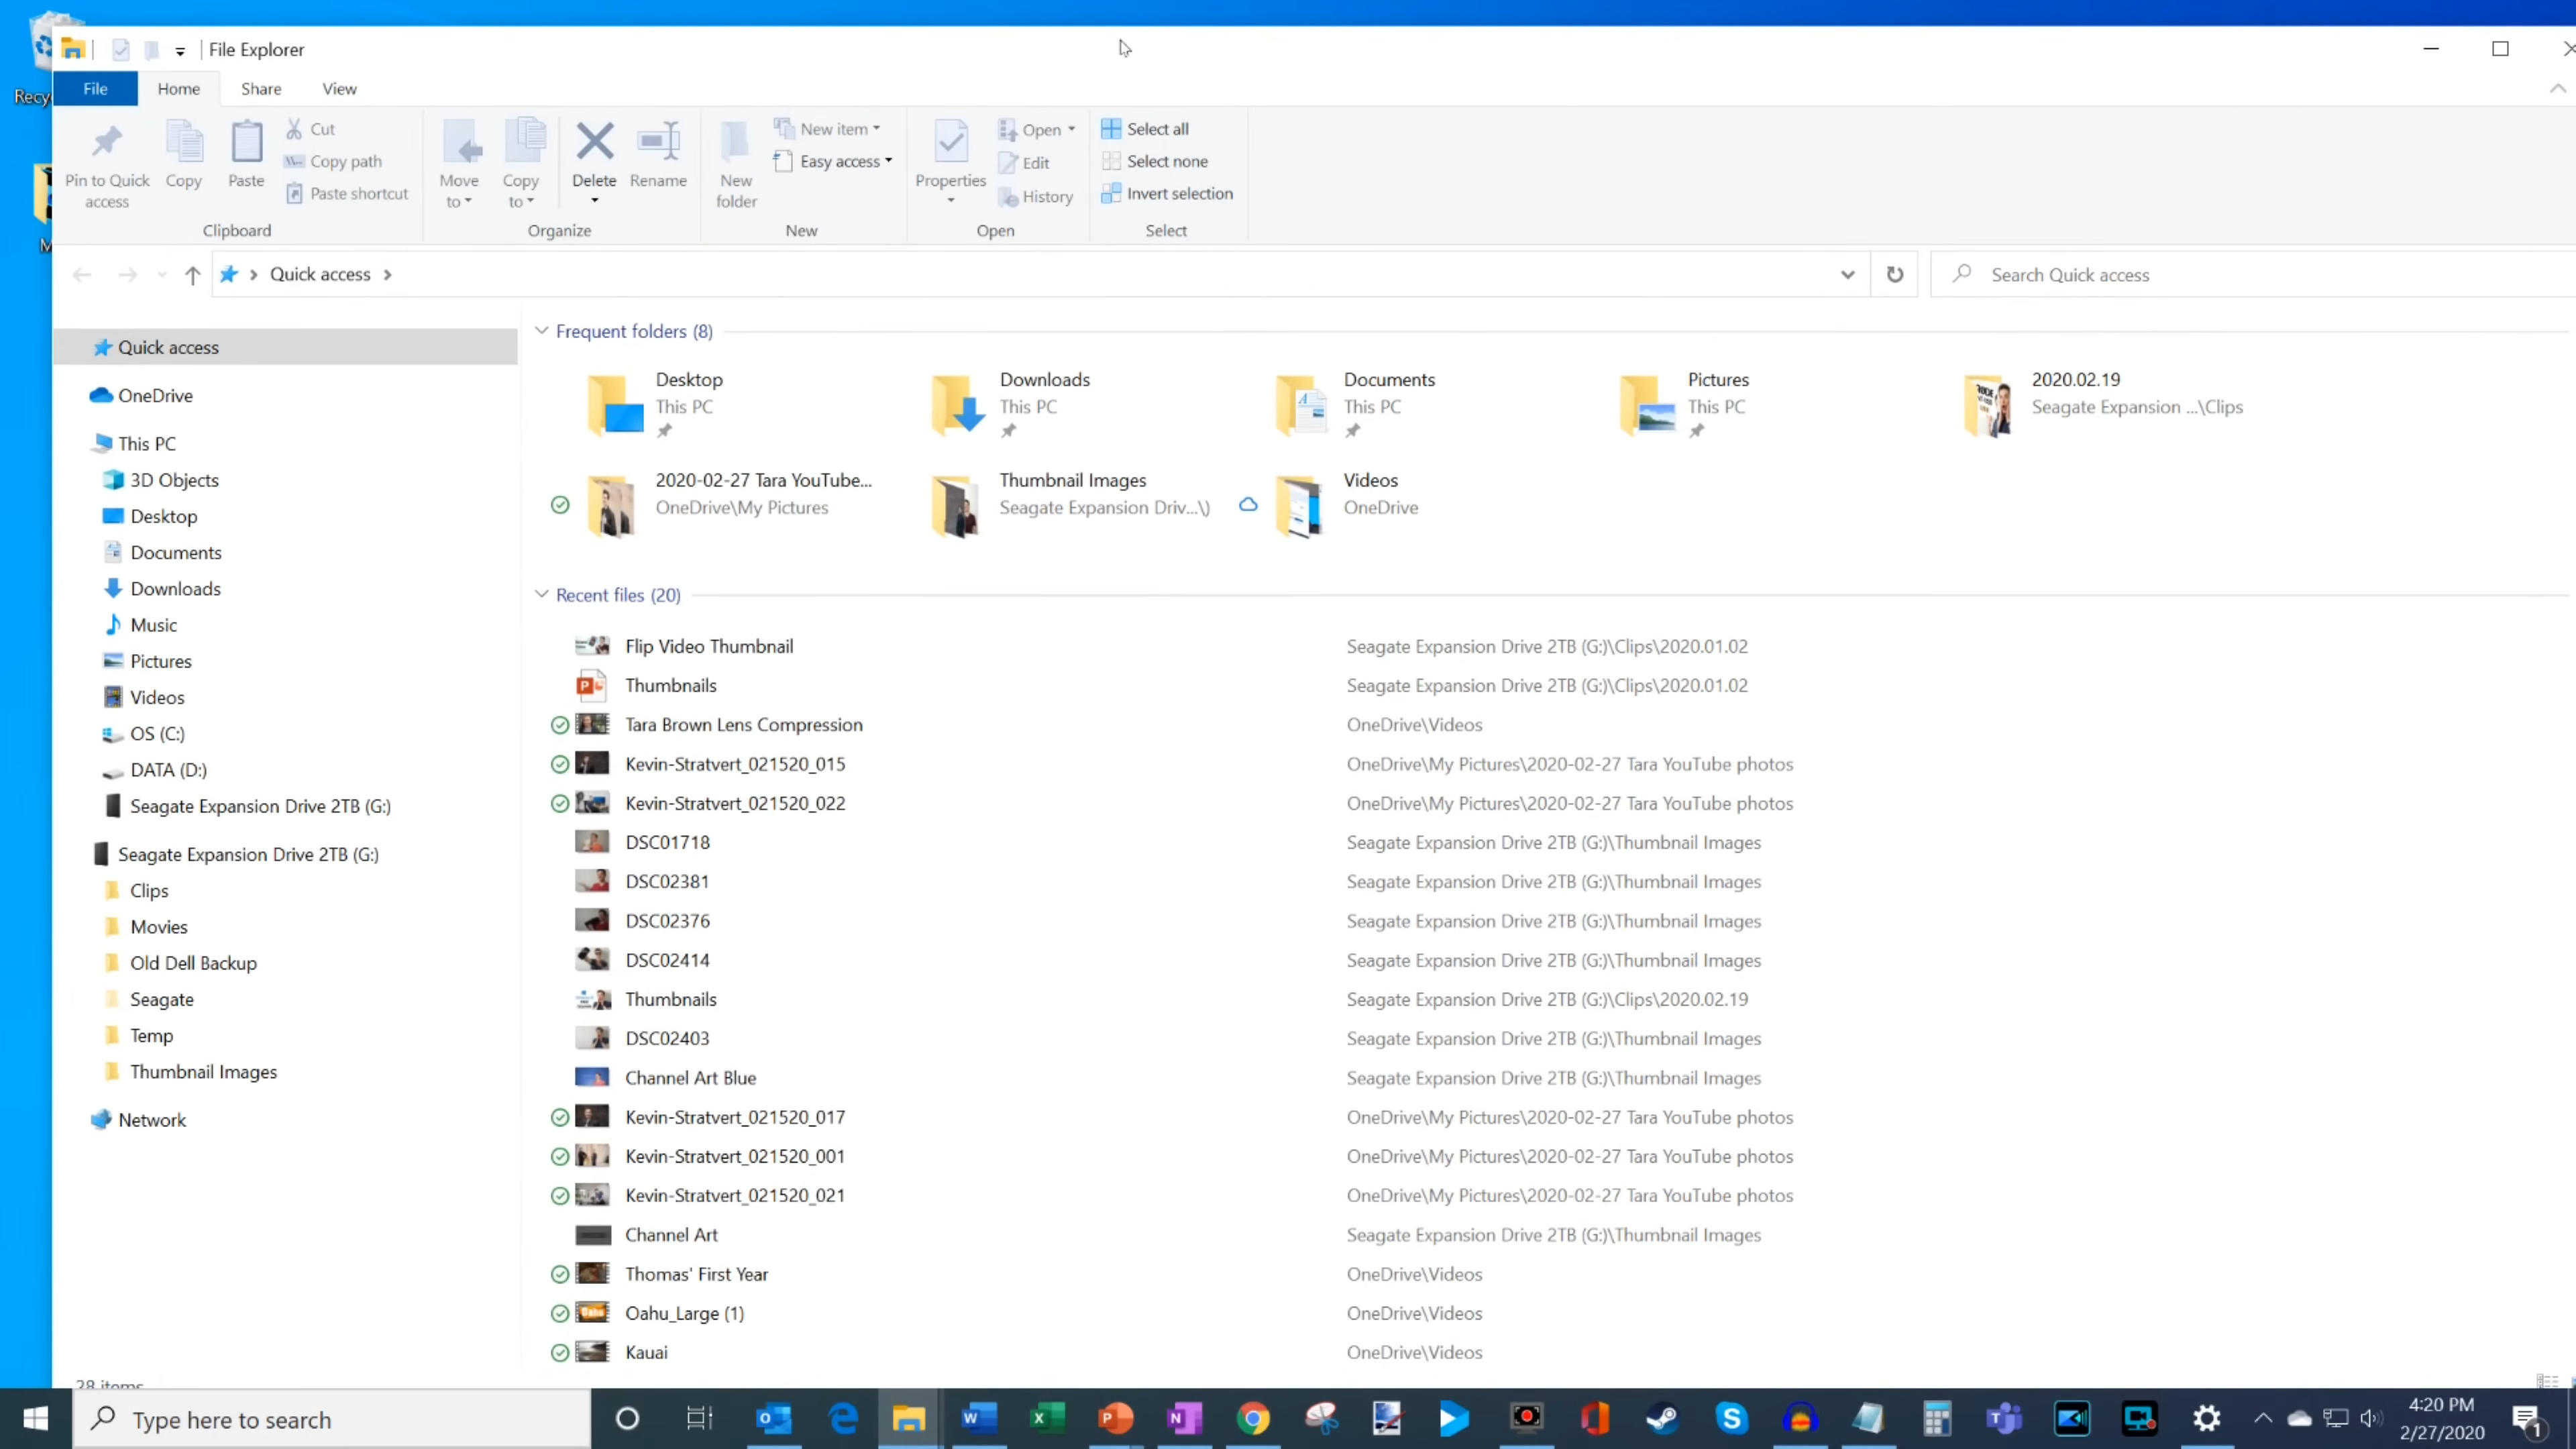 File Explorer
File Home Share View
Pin to Quick access
Copy
Paste
Cut
Copy path
Paste shortcut
Clipboard
Move to
Copy to
Delete
Rename
Organize
New folder
New item
Easy access
New
Properties
Open
Edit
History
Open
Select all
Select none
Invert selection
Select
Quick access
Search Quick access
Quick access
OneDrive
This PC
3D Objects
Desktop
Documents
Downloads
Music
Pictures
Videos
OS (C:)
DATA (D:)
Seagate Expansion Drive 2TB (G:)
Seagate Expansion Drive 2TB (G:)
Clips
Movies
Old Dell Backup
Seagate
Temp
Thumbnail Images
Network
Frequent folders (8)
Desktop
This PC
Downloads
This PC
Documents
This PC
Pictures
This PC
2020.02.19
Seagate Expansion ...\Clips
2020-02-27 Tara YouTube...
OneDrive\My Pictures
Thumbnail Images
Seagate Expansion Driv...\)
Videos
OneDrive
Recent files (20)
Flip Video Thumbnail Seagate Expansion Drive 2TB (G:)\Clips\2020.01.02
Thumbnails Seagate Expansion Drive 2TB (G:)\Clips\2020.01.02
Tara Brown Lens Compression OneDrive\Videos
Kevin-Stratvert_021520_015 OneDrive\My Pictures\2020-02-27 Tara YouTube photos
Kevin-Stratvert_021520_022 OneDrive\My Pictures\2020-02-27 Tara YouTube photos
DSC01718 Seagate Expansion Drive 2TB (G:)\Thumbnail Images
DSC02381 Seagate Expansion Drive 2TB (G:)\Thumbnail Images
DSC02376 Seagate Expansion Drive 2TB (G:)\Thumbnail Images
DSC02414 Seagate Expansion Drive 2TB (G:)\Thumbnail Images
Thumbnails Seagate Expansion Drive 2TB (G:)\Clips\2020.02.19
DSC02403 Seagate Expansion Drive 2TB (G:)\Thumbnail Images
Channel Art Blue Seagate Expansion Drive 2TB (G:)\Thumbnail Images
Kevin-Stratvert_021520_017 OneDrive\My Pictures\2020-02-27 Tara YouTube photos
Kevin-Stratvert_021520_001 OneDrive\My Pictures\2020-02-27 Tara YouTube photos
Kevin-Stratvert_021520_021 OneDrive\My Pictures\2020-02-27 Tara YouTube photos
Channel Art Seagate Expansion Drive 2TB (G:)\Thumbnail Images
Thomas' First Year OneDrive\Videos
Oahu_Large (1) OneDrive\Videos
Kauai OneDrive\Videos
28 items
Type here to search
4:20 PM
2/27/2020
1